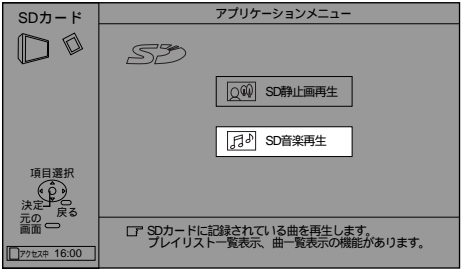 SDカード
アプリケーションメニュー
SD
SD静止画再生
SD音楽再生
項目選択
決定
戻る
元の
画面
アクセス中 16:00
SDカードに記録されている曲を再生します。
プレイリスト一覧表示、曲一覧表示の機能があります。